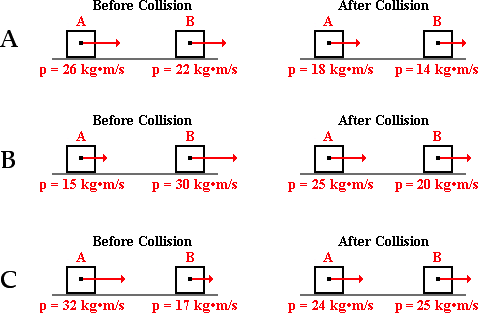 Before Collision After Collision
A
A B A B
p = 26 kg•m/s p = 22 kg•m/s p = 18 kg•m/s p = 14 kg•m/s
Before Collision After Collision
B
A B A B
p = 15 kg•m/s p = 30 kg•m/s p = 25 kg•m/s p = 20 kg•m/s
Before Collision After Collision
C
A B A B
p = 32 kg•m/s p = 17 kg•m/s p = 24 kg•m/s p = 25 kg•m/s